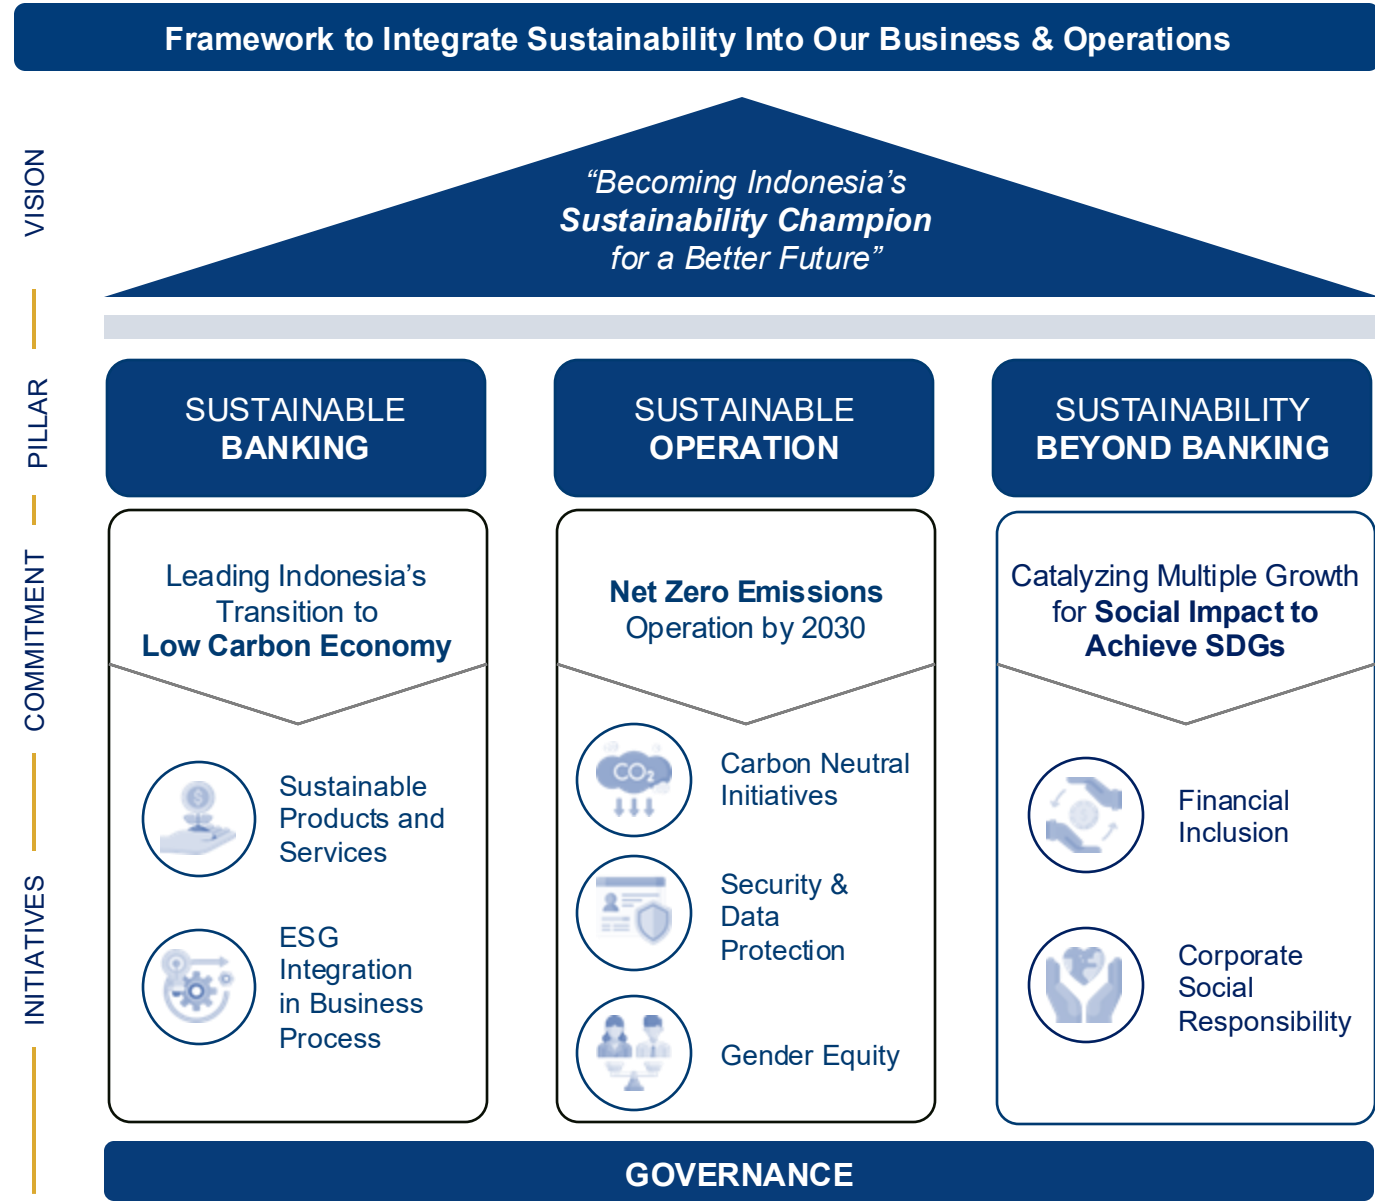 Framework to Integrate Sustainability Into Our Business & Operations
VISION
“Becoming Indonesia’s
Sustainability Champion
for a Better Future”
PILLAR
SUSTAINABLE
BANKING
SUSTAINABLE
OPERATION
SUSTAINABILITY
BEYOND BANKING
COMMITMENT
Leading Indonesia’s
Transition to
Low Carbon Economy
Net Zero Emissions
Operation by 2030
Catalyzing Multiple Growth
for Social Impact to
Achieve SDGs
INITIATIVES
$
Sustainable
Products and
Services
ESG
Integration
in Business
Process
CO2
Carbon Neutral
Initiatives
Security &
Data
Protection
Gender Equity
Financial
Inclusion
Corporate
Social
Responsibility
GOVERNANCE